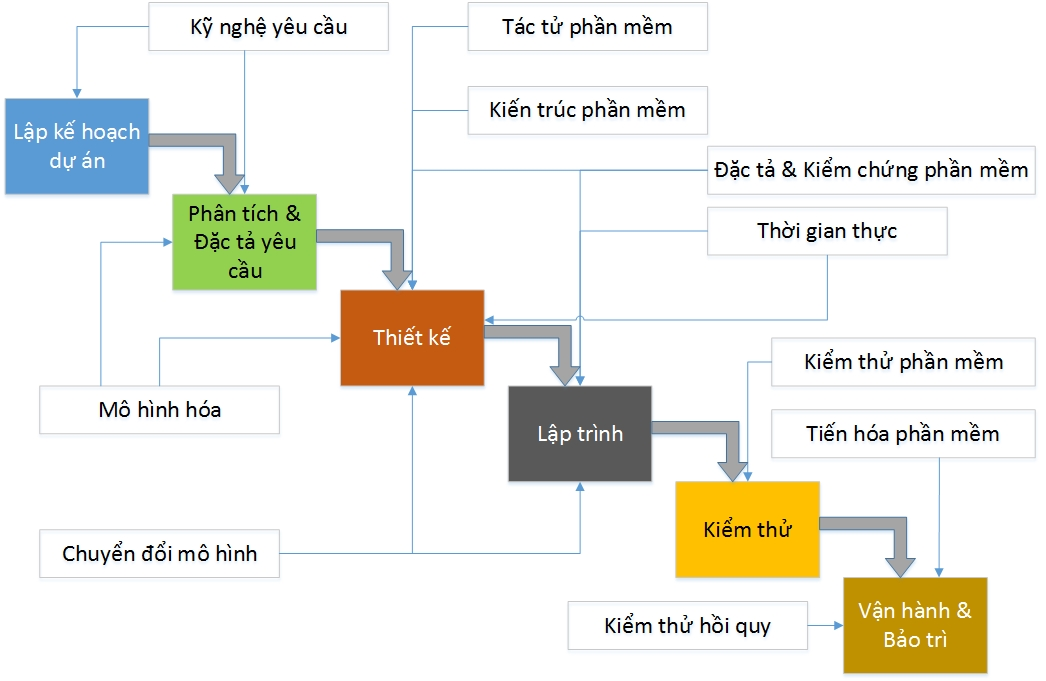 Kỹ nghệ yêu cầu
Tác tử phần mềm
Kiến trúc phần mềm
Lập kế hoạch
dự án
Đặc tả & Kiểm chứng phần mềm
Phân tích &
Đặc tả yêu
cầu
Thời gian thực
Thiết kế
Kiểm thử phần mềm
Mô hình hóa
Lập trình
Tiến hóa phần mềm
Kiểm thử
Chuyển đổi mô hình
Vận hành &
Bảo trì
Kiểm thử hồi quy